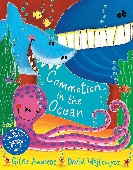 Commotion
in the
Ocean
Giles Andreae
David Wojtowycz